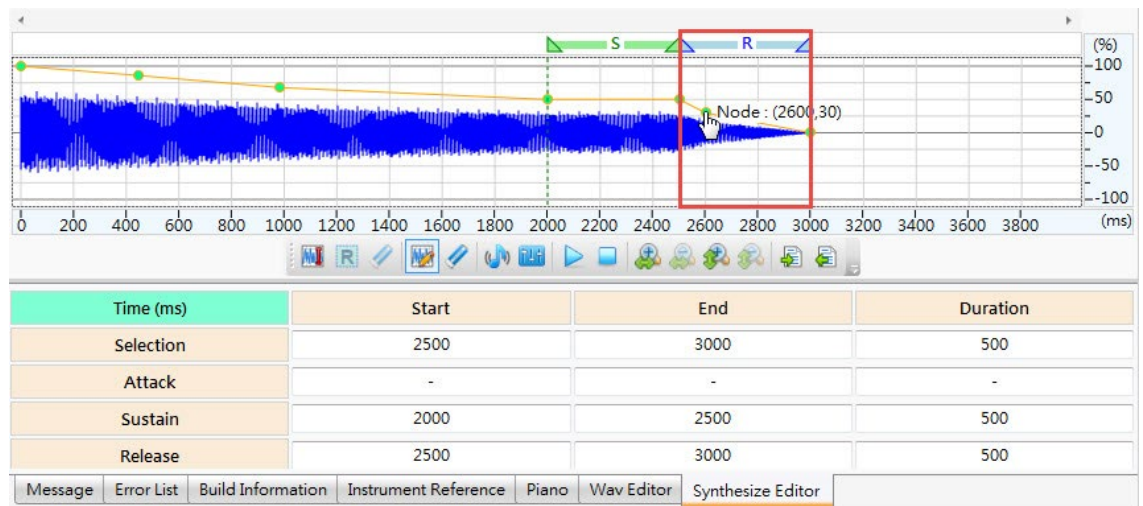 S R (%)
100
Node : (2600,30)
50
0
-50
-100
0 200 400 600 800 1000 1200 1400 1600 1800 2000 2200 2400 2600 2800 3000 3200 3400 3600 3800 (ms)
R
Time (ms) Start End Duration
Selection 2500 3000 500
Attack - - -
Sustain 2000 2500 500
Release 2500 3000 500
Message Error List Build Information Instrument Reference Piano Wav Editor Synthesize Editor